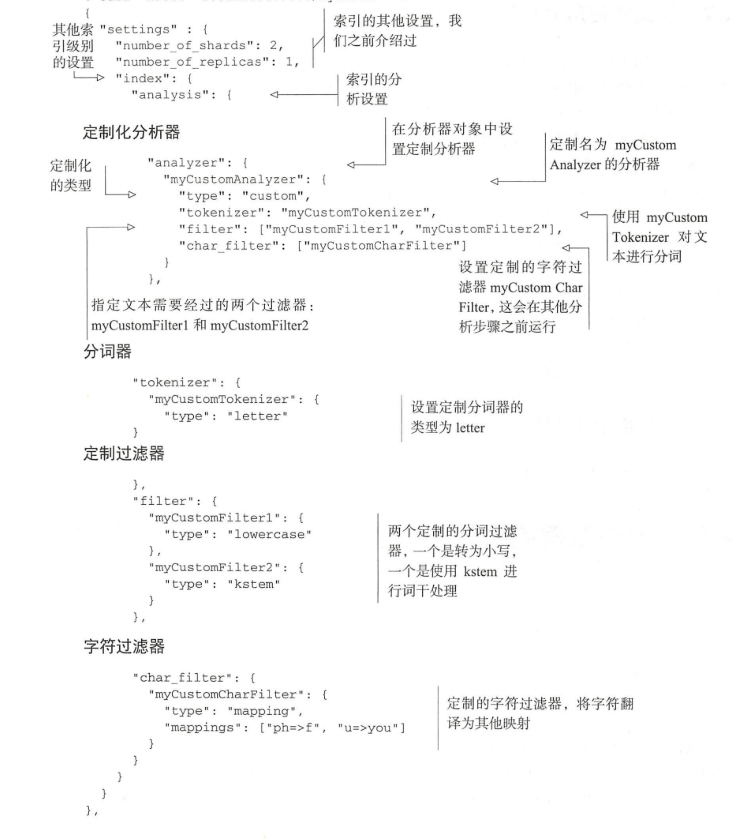 {
其他索
引级别
的设置
"settings" : {
"number_of_shards": 2,
"number_of_replicas": 1,
"index": {
"analysis": {
索引的其他设置，我
们之前介绍过
索引的分
析设置
定制化分析器
在分析器对象中设
置定制分析器
定制名为 myCustom
Analyzer 的分析器
定制化
的类型
"analyzer": {
"myCustomAnalyzer": {
"type": "custom",
"tokenizer": "myCustomTokenizer",
"filter": ["myCustomFilter1", "myCustomFilter2"],
"char_filter": ["myCustomCharFilter"]
}
},
使用 myCustom
Tokenizer 对文
本进行分词
设置定制的字符过
滤器 myCustom Char
Filter，这会在其他分
析步骤之前运行
指定文本需要经过的两个过滤器：
myCustomFilter1 和 myCustomFilter2
分词器
"tokenizer": {
"myCustomTokenizer": {
"type": "letter"
}
设置定制分词器的
类型为 letter
定制过滤器
},
"filter": {
"myCustomFilter1": {
"type": "lowercase"
},
"myCustomFilter2": {
"type": "kstem"
}
},
两个定制的分词过滤
器，一个是转为小写，
一个是使用 kstem 进
行词干处理
字符过滤器
"char_filter": {
"myCustomCharFilter": {
"type": "mapping",
"mappings": ["ph=>f", "u=>you"]
}
}
}
}
},
定制的字符过滤器，将字符翻
译为其他映射